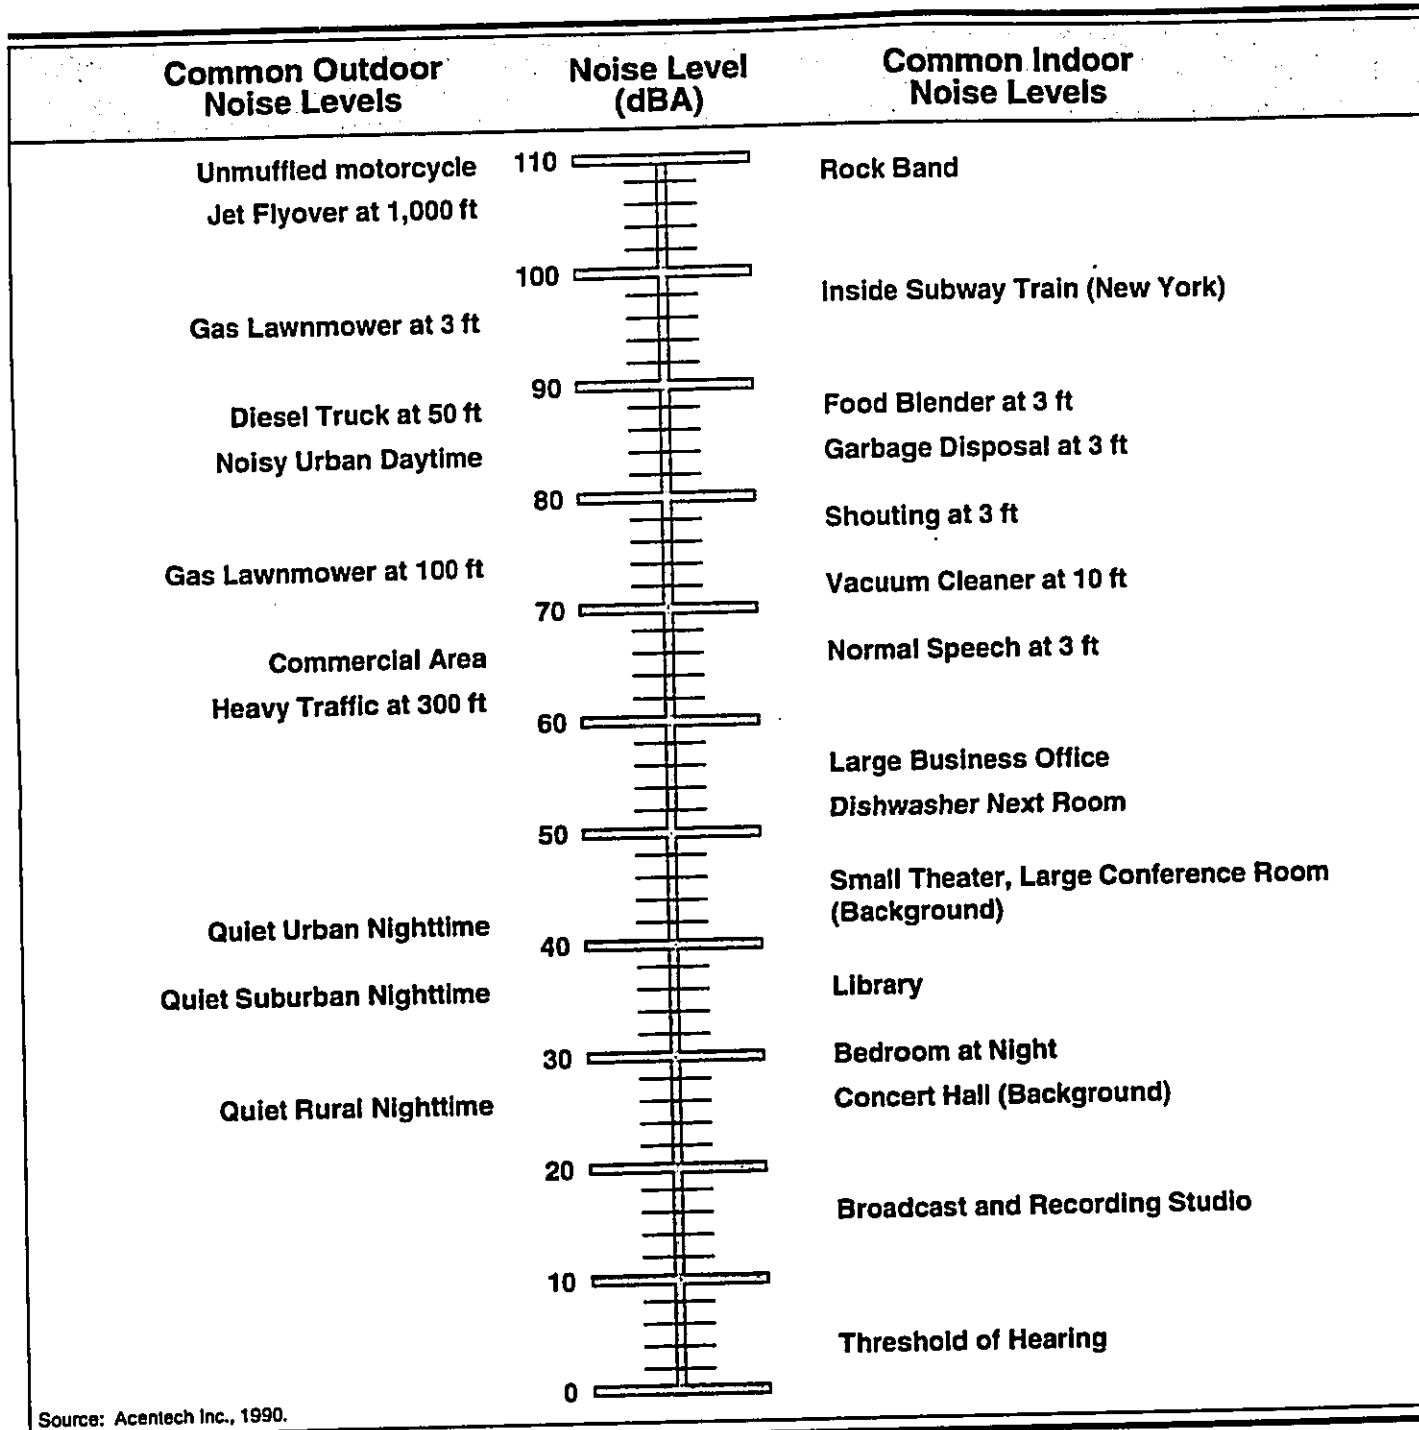 Common Outdoor
Noise Levels
Noise Level
(dBA)
Common Indoor
Noise Levels
Unmuffled motorcycle
110
Rock Band
Jet Flyover at 1,000 ft
100
Inside Subway Train (New York)
Gas Lawnmower at 3 ft
90
Food Blender at 3 ft
Diesel Truck at 50 ft
Garbage Disposal at 3 ft
Noisy Urban Daytime
80
Shouting at 3 ft
Gas Lawnmower at 100 ft
Vacuum Cleaner at 10 ft
70
Normal Speech at 3 ft
Commercial Area
Heavy Traffic at 300 ft
60
Large Business Office
Dishwasher Next Room
50
Small Theater, Large Conference Room
(Background)
Quiet Urban Nighttime
40
Library
Quiet Suburban Nighttime
30
Bedroom at Night
Concert Hall (Background)
Quiet Rural Nighttime
20
Broadcast and Recording Studio
10
Threshold of Hearing
0
Source: Acentech Inc., 1990.